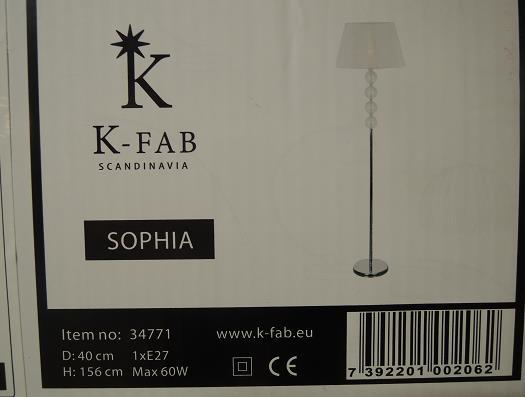 K
K-FAB
SCANDINAVIA
SOPHIA
Item no: 34771
www.k-fab.eu
D: 40 cm 1xE27
H: 156 cm Max 60W
CE
7 392201 002062